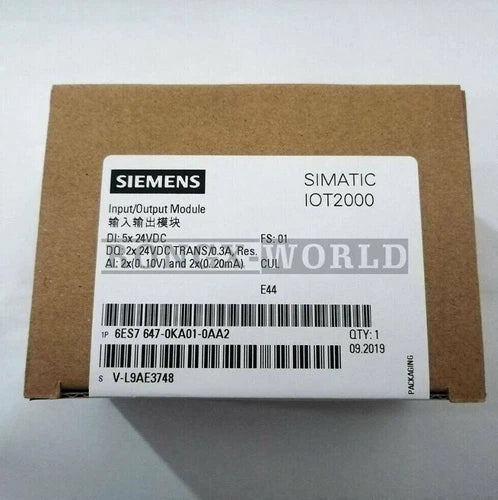 SIEMENS
SIMATIC
IOT2000
Input/Output Module
输入输出模块
DI: 5x 24VDC
FS: 01
DQ: 2x 24VDC TRANS/0.3A, Res.
AI: 2x(0..10V) and 2x(0..20mA)
CUL
-WORLD
E44
1P 6ES7 647-0KA01-0AA2
QTY: 1
09.2019
S V-L9AE3748
PACKAGING